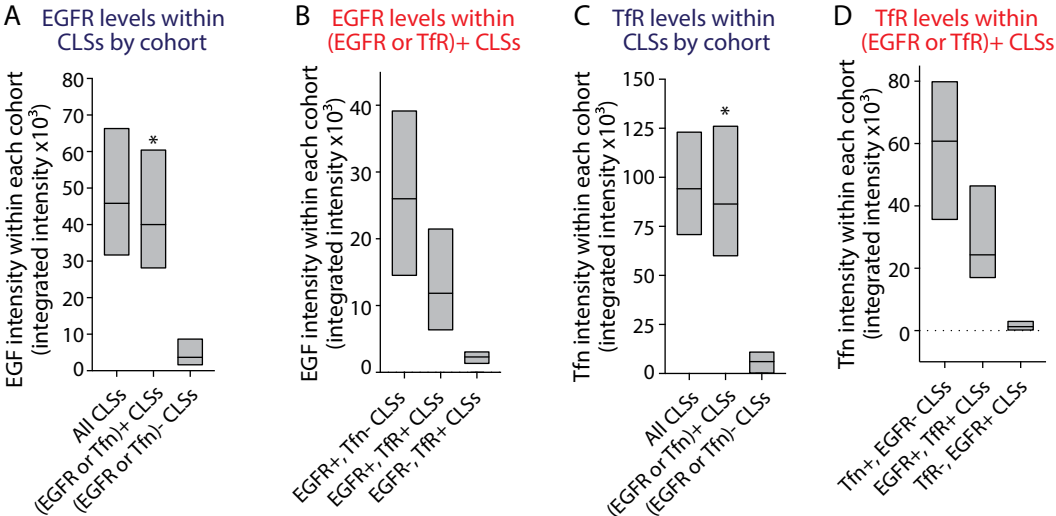 A
EGFR levels within
CLSs by cohort
EGF intensity within each cohort
(integrated intensity x10³)
80
70
60
50
40
30
20
10
0
*
All CLSs
(EGFR or Tfn)+ CLSs
(EGFR or Tfn)- CLSs
B
EGFR levels within
(EGFR or TfR)+ CLSs
EGF intensity within each cohort
(integrated intensity x10³)
40
30
20
10
0
EGFR+, Tfn- CLSs
EGFR+, TfR+ CLSs
EGFR-, TfR+ CLSs
C
TfR levels within
CLSs by cohort
Tfn intensity within each cohort
(integrated intensity x10³)
150
125
100
75
50
25
0
*
All CLSs
(EGFR or Tfn)+ CLSs
(EGFR or Tfn)- CLSs
D
TfR levels within
(EGFR or TfR)+ CLSs
Tfn intensity within each cohort
(integrated intensity x10³)
80
60
40
20
0
Tfn+, EGFR- CLSs
EGFR+, TfR+ CLSs
TfR-, EGFR+ CLSs